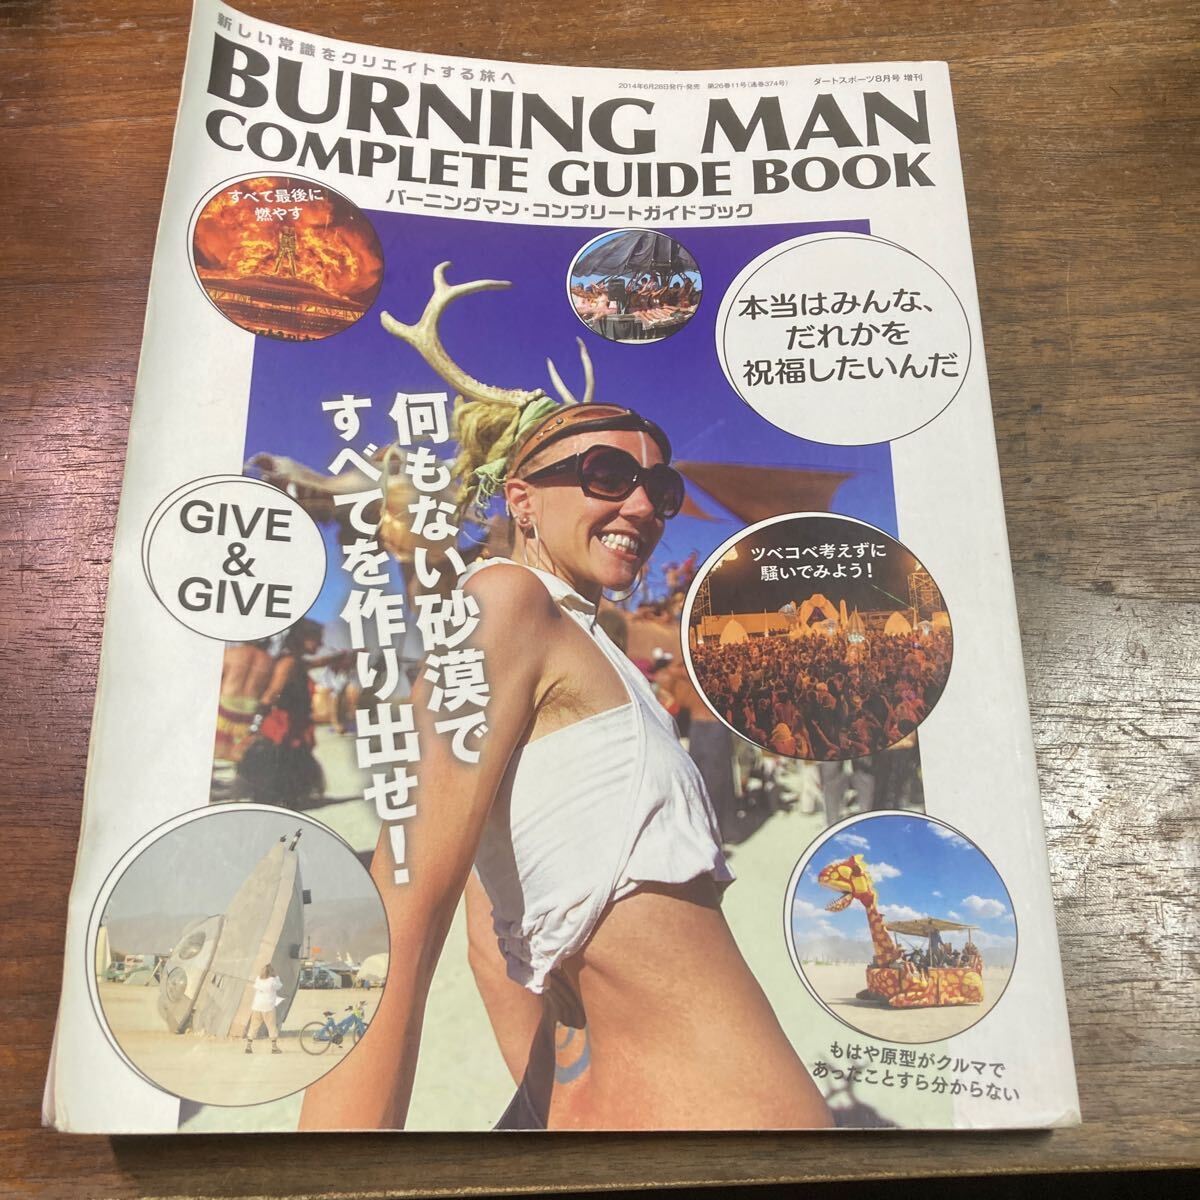 新しい常識をクリエイトする旅へ
2014年6月28日発行・発売 第26巻11号(通巻374号)
ダートスポーツ8月号 増刊
BURNING MAN
COMPLETE GUIDE BOOK
バーニングマン・コンプリートガイドブック
すべて最後に
燃やす
本当はみんな、
だれかを
祝福したいんだ
何もない砂漠で
すべてを作り出せ!
GIVE
&
GIVE
ツベコベ考えずに
騒いでみよう!
もはや原型がクルマで
あったことすら分からない